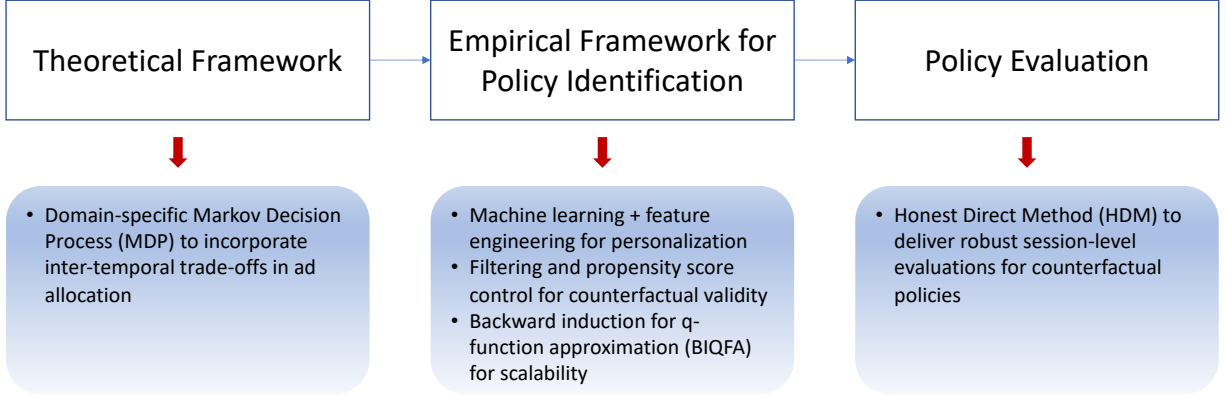 Theoretical Framework
Empirical Framework for
Policy Identification
Policy Evaluation
• Domain-specific Markov Decision
Process (MDP) to incorporate
inter-temporal trade-offs in ad
allocation
• Machine learning + feature
engineering for personalization
• Filtering and propensity score
control for counterfactual validity
• Backward induction for q-
function approximation (BIQFA)
for scalability
• Honest Direct Method (HDM) to
deliver robust session-level
evaluations for counterfactual
policies